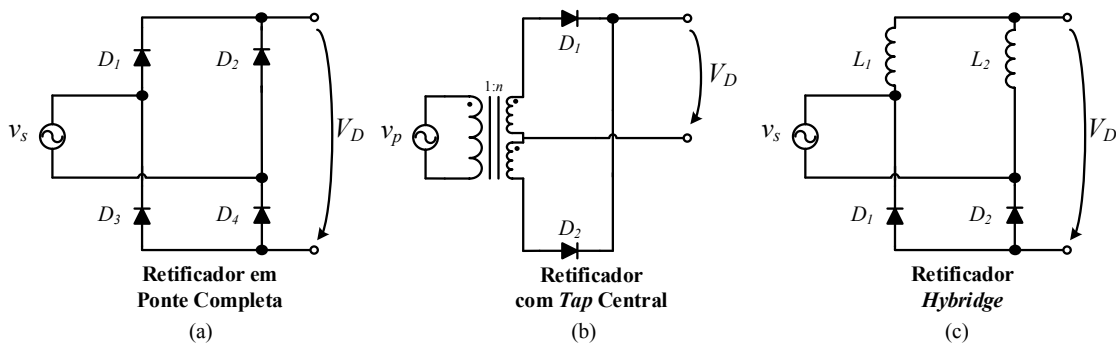 D1
D2
vs
VD
D3
D4
Retificador em
Ponte Completa
(a)
D1
1:n
vp
VD
D2
Retificador
com Tap Central
(b)
L1
L2
vs
VD
D1
D2
Retificador
Hybridge
(c)